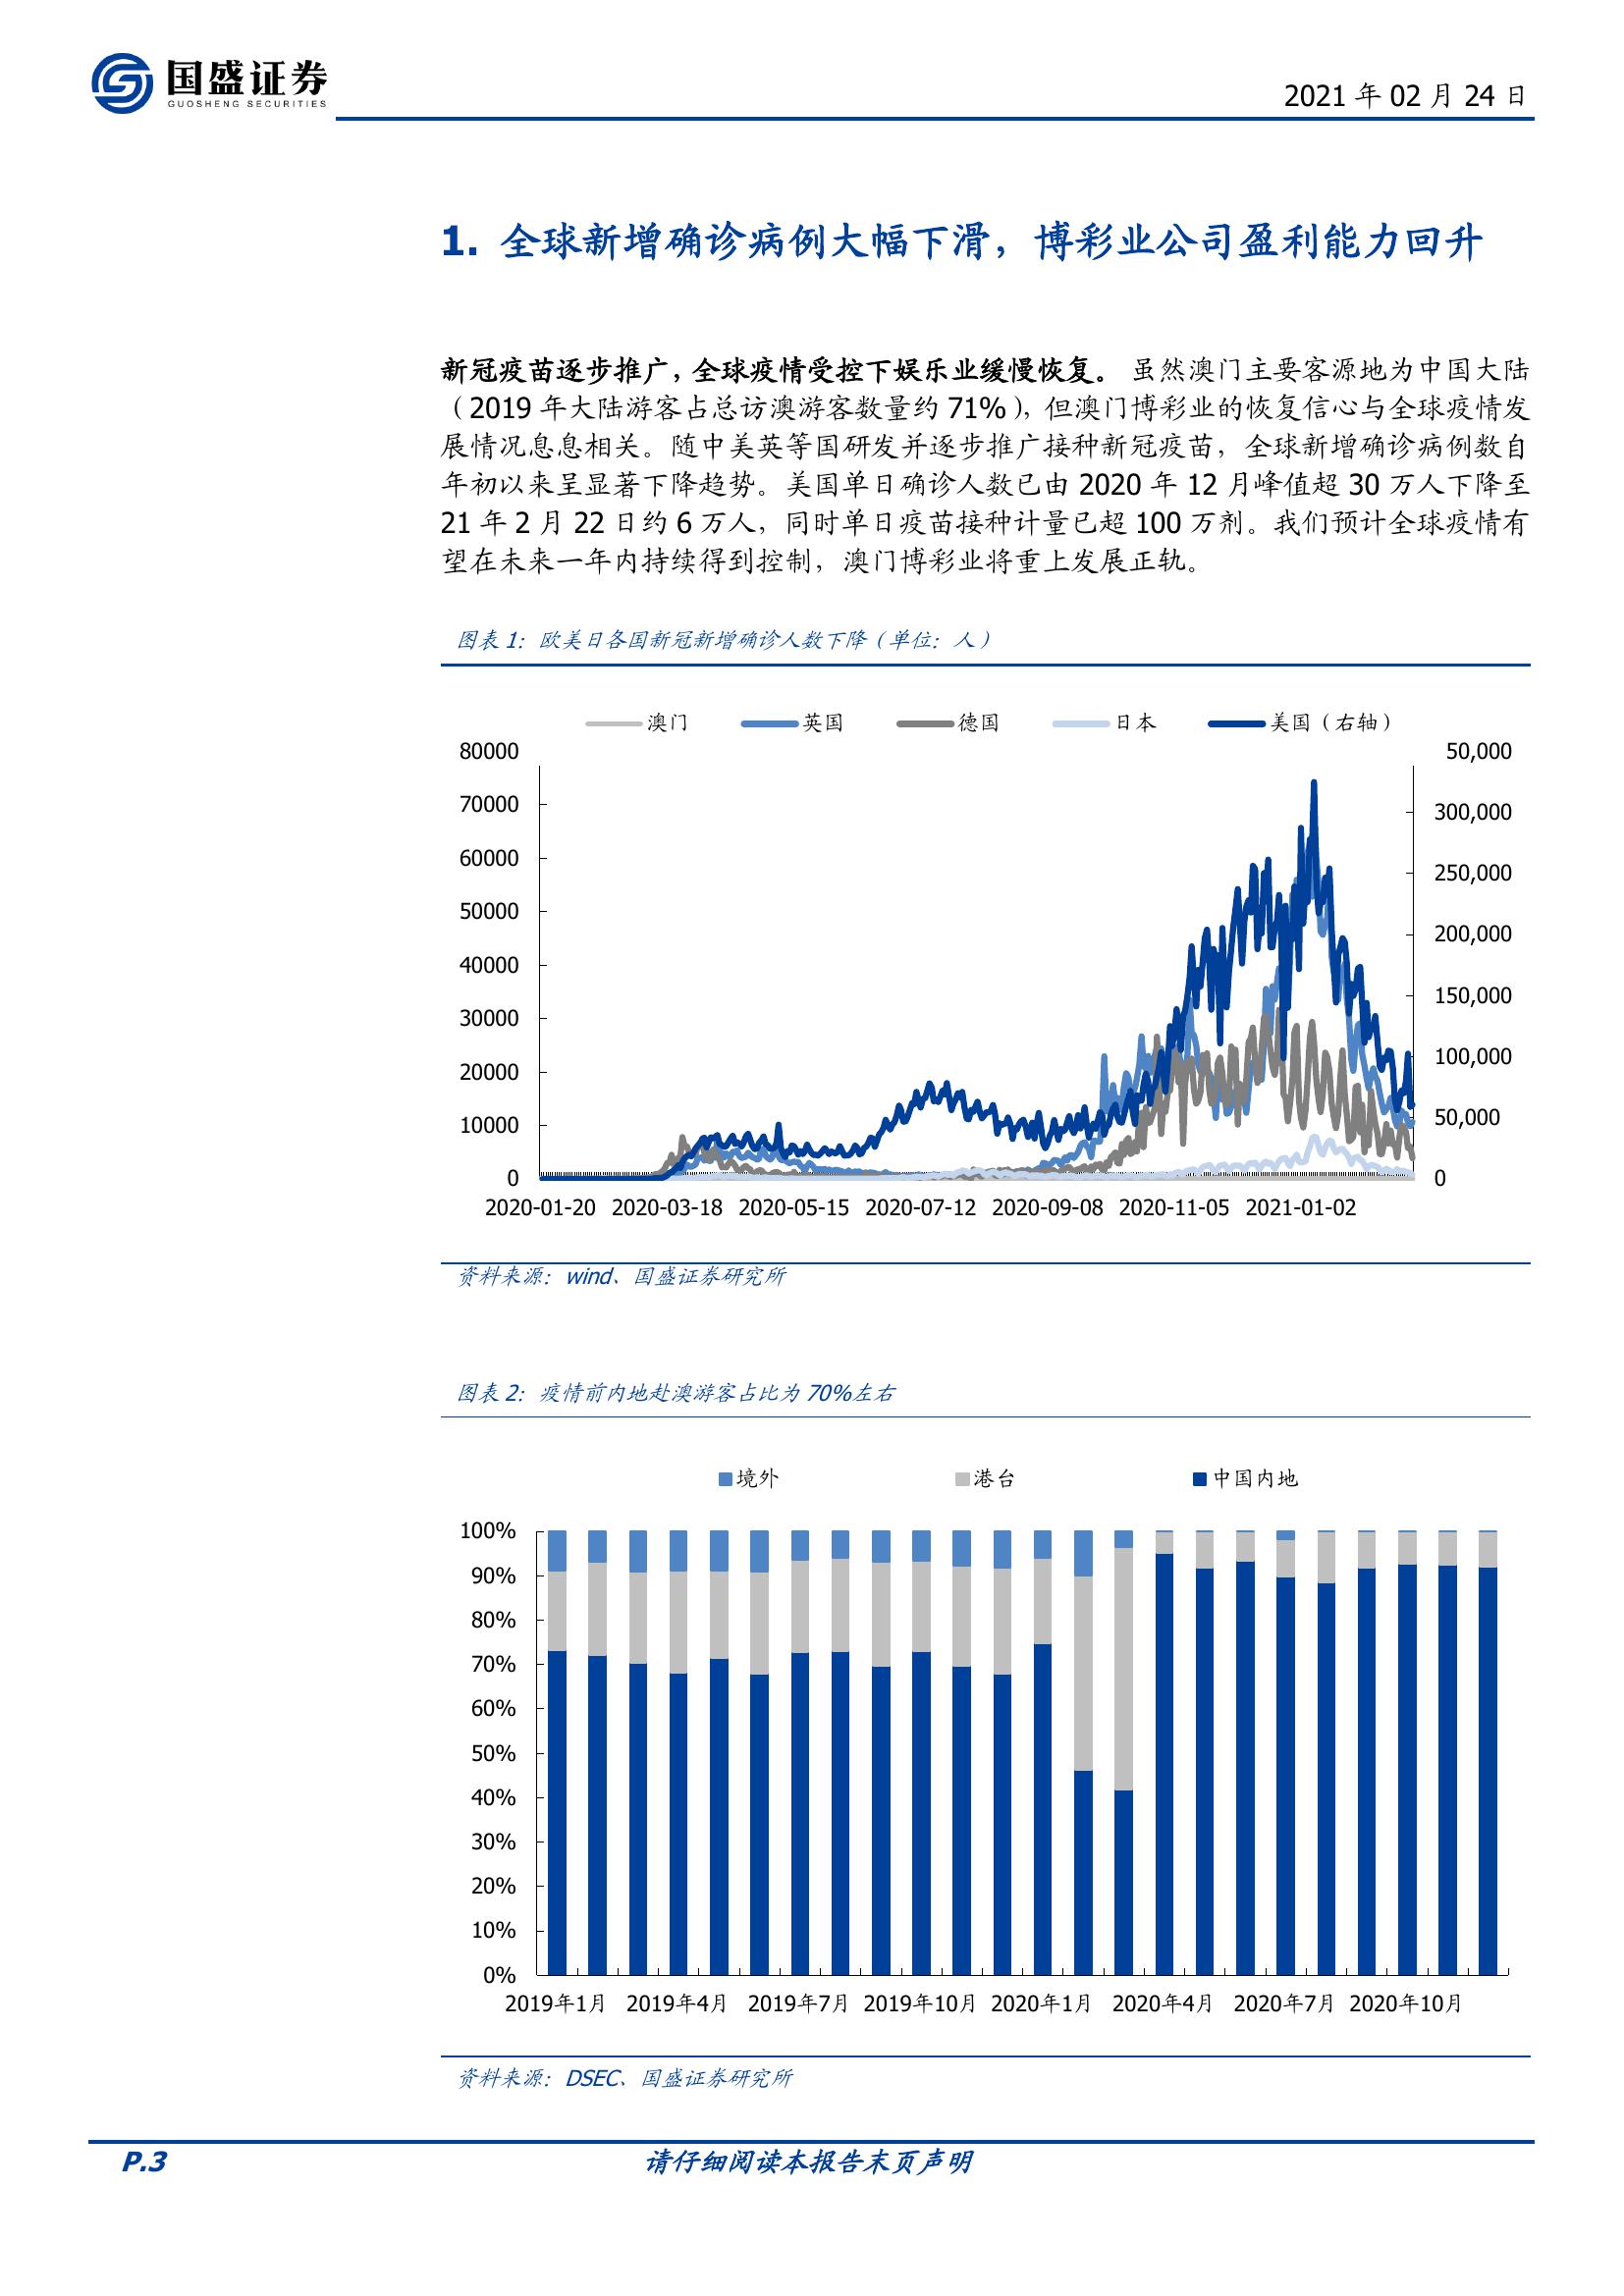 国盛证券
GUOSHENG SECURITIES
2021 年 02 月 24 日
1. 全球新增确诊病例大幅下滑，博彩业公司盈利能力回升
新冠疫苗逐步推广，全球疫情受控下娱乐业缓慢恢复。 虽然澳门主要客源地为中国大陆
（2019 年大陆游客占总访澳游客数量约 71%），但澳门博彩业的恢复信心与全球疫情发
展情况息息相关。随中美英等国研发并逐步推广接种新冠疫苗，全球新增确诊病例数自
年初以来呈显著下降趋势。美国单日确诊人数已由 2020 年 12 月峰值超 30 万人下降至
21 年 2 月 22 日约 6 万人，同时单日疫苗接种计量已超 100 万剂。我们预计全球疫情有
望在未来一年内持续得到控制，澳门博彩业将重上发展正轨。
图表 1：欧美日各国新冠新增确诊人数下降（单位：人）
澳门 英国 德国 日本 美国（右轴）
80000 50,000
70000 300,000
60000 250,000
50000 200,000
40000 150,000
30000 100,000
20000 50,000
10000 0
0
2020-01-20 2020-03-18 2020-05-15 2020-07-12 2020-09-08 2020-11-05 2021-01-02
资料来源：wind、国盛证券研究所
图表 2：疫情前内地赴澳游客占比为 70%左右
境外 港台 中国内地
100%
90%
80%
70%
60%
50%
40%
30%
20%
10%
0%
2019年1月 2019年4月 2019年7月 2019年10月 2020年1月 2020年4月 2020年7月 2020年10月
资料来源：DSEC、国盛证券研究所
P.3 请仔细阅读本报告末页声明